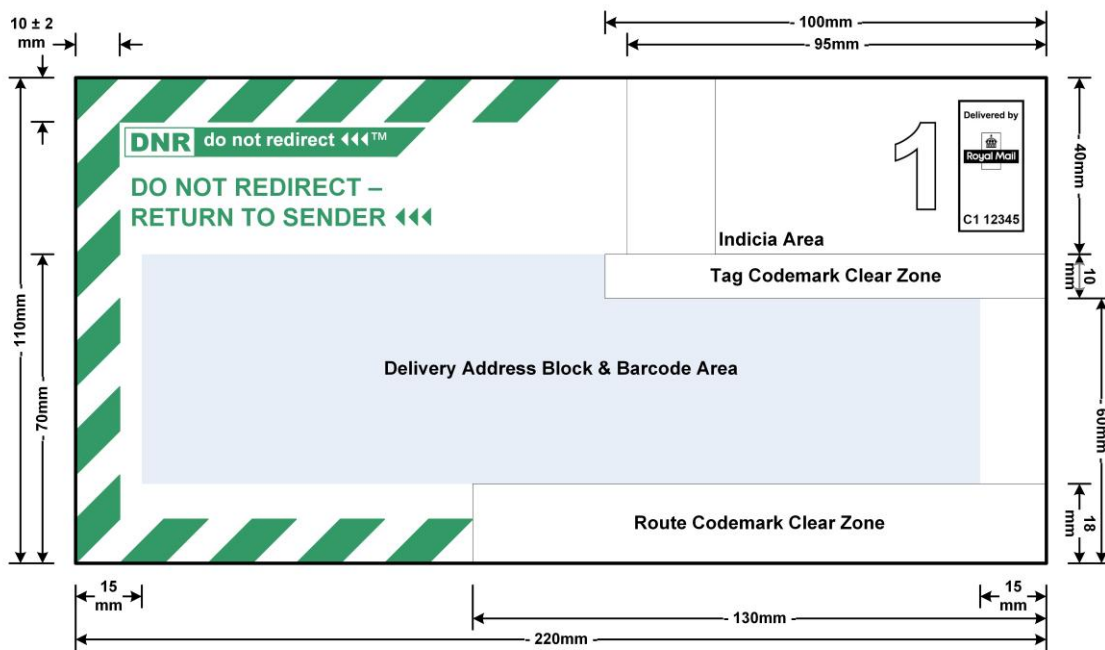 10 ± 2
mm
- 100mm -
- 95mm -
DNR do not redirect ™
DO NOT REDIRECT –
RETURN TO SENDER
1
Delivered by
Royal Mail
C1 12345
- 40mm -
Indicia Area
Tag Codemark Clear Zone
10
mm
- 110mm -
- 70mm -
Delivery Address Block & Barcode Area
- 60mm -
Route Codemark Clear Zone
18
mm
15
mm
15
mm
- 130mm -
- 220mm -